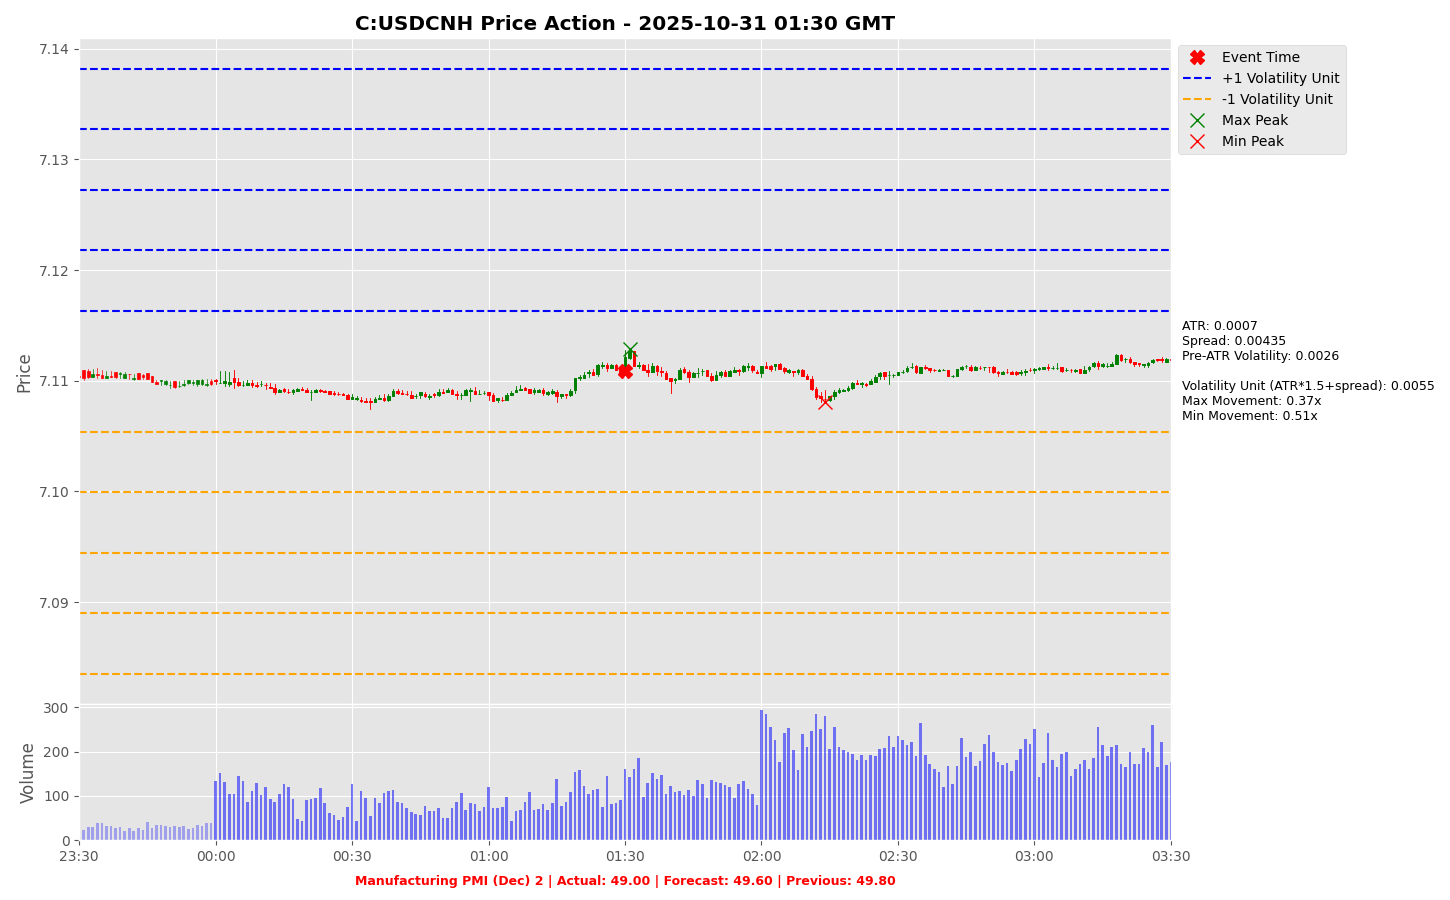 C:USDCNH Price Action - 2025-10-31 01:30 GMT
Event Time
+1 Volatility Unit
-1 Volatility Unit
Max Peak
Min Peak
Price
7.14
7.13
7.12
7.11
7.10
7.09
ATR: 0.0007
Spread: 0.00435
Pre-ATR Volatility: 0.0026
Volatility Unit (ATR*1.5+spread): 0.0055
Max Movement: 0.37x
Min Movement: 0.51x
Volume
300
200
100
0
23:30 00:00 00:30 01:00 01:30 02:00 02:30 03:00 03:30
Manufacturing PMI (Dec) 2 | Actual: 49.00 | Forecast: 49.60 | Previous: 49.80